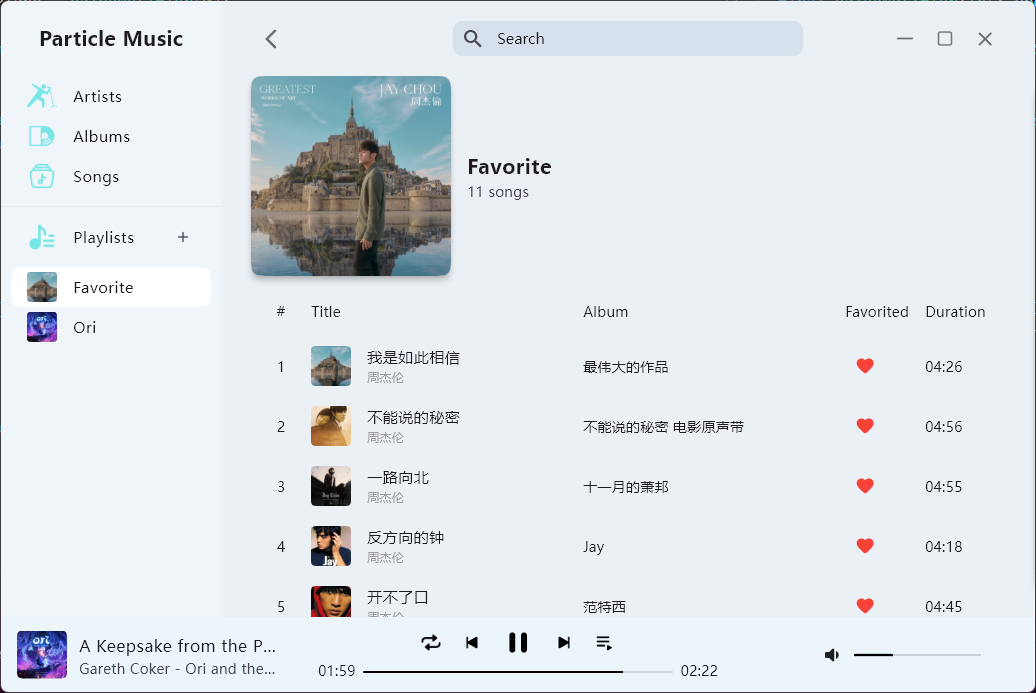 Particle Music
Search
Artists
Albums
Songs
Playlists
Favorite
Ori
GREATEST
WORKS OF ART
JAY CHOU
周杰倫
Favorite
11 songs
# Title Album Favorited Duration
1 我是如此相信 最伟大的作品 04:26
周杰伦
2 不能说的秘密 不能说的秘密 电影原声带 04:56
周杰伦
3 一路向北 十一月的萧邦 04:55
周杰伦
4 反方向的钟 Jay 04:18
周杰伦
Jay
5 开不了口 范特西 04:45
周杰伦
ori
A Keepsake from the P...
Gareth Coker - Ori and the...
01:59 02:22